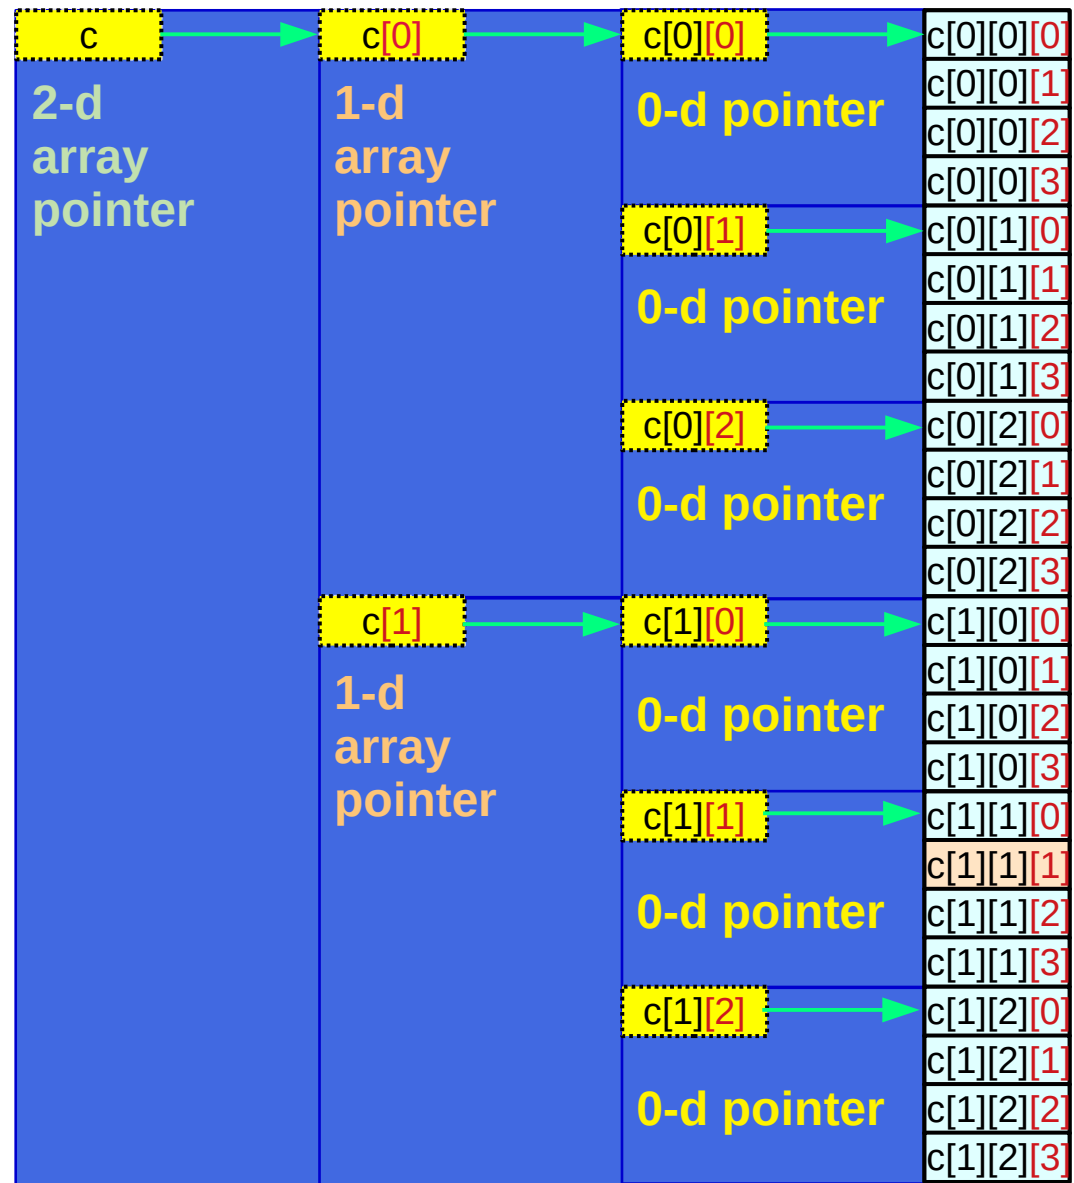 c
c[0]
c[0][0]
c[0][0][0]
2-d
array
pointer
1-d
array
pointer
0-d pointer
c[0][0][1]
c[0][0][2]
c[0][0][3]
c[0][1]
c[0][1][0]
0-d pointer
c[0][1][1]
c[0][1][2]
c[0][1][3]
c[0][2]
c[0][2][0]
0-d pointer
c[0][2][1]
c[0][2][2]
c[0][2][3]
c[1]
c[1][0]
c[1][0][0]
1-d
array
pointer
0-d pointer
c[1][0][1]
c[1][0][2]
c[1][0][3]
c[1][1]
c[1][1][0]
0-d pointer
c[1][1][1]
c[1][1][2]
c[1][1][3]
c[1][2]
c[1][2][0]
0-d pointer
c[1][2][1]
c[1][2][2]
c[1][2][3]